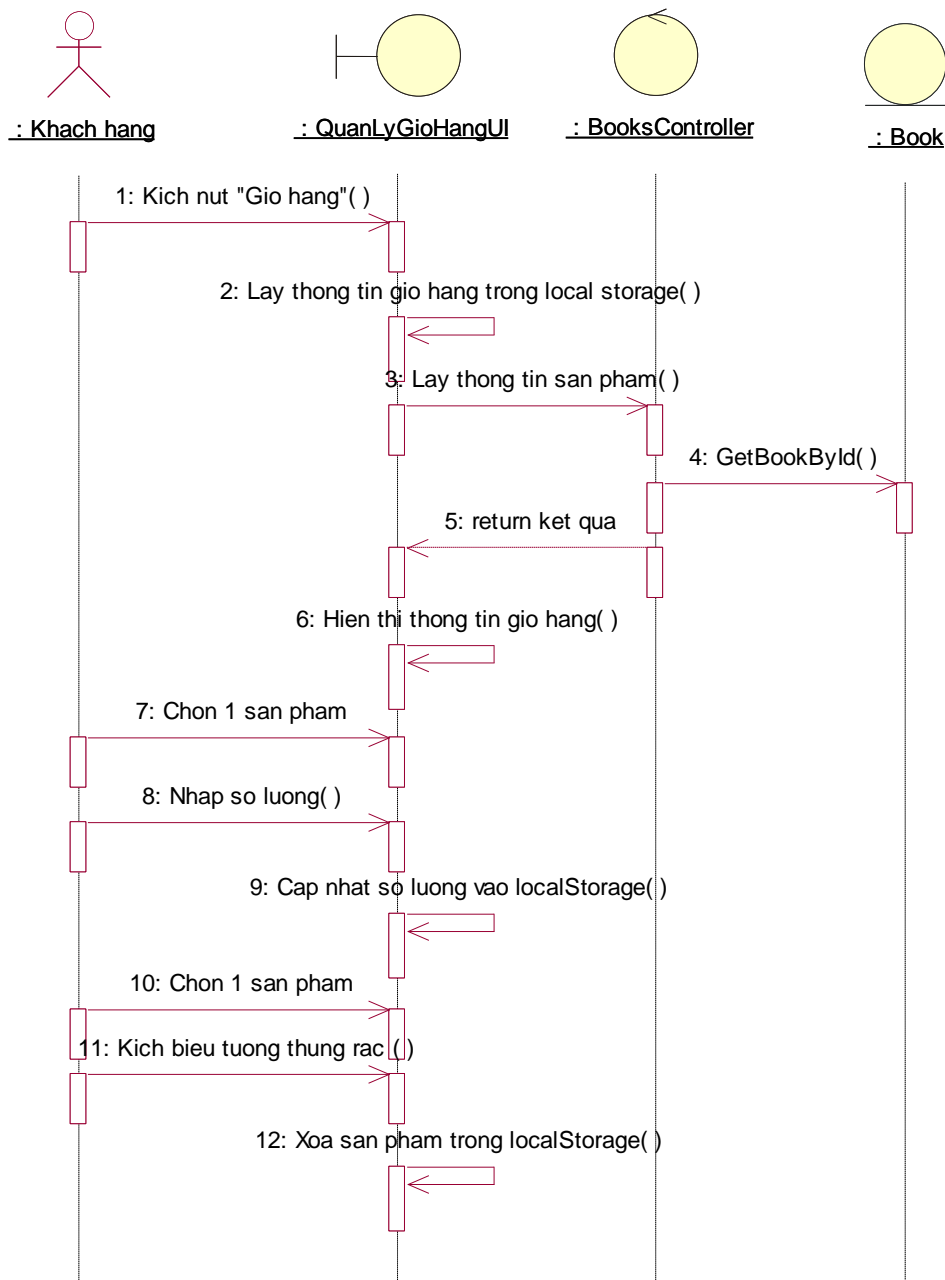 : Khach hang
: QuanLyGioHangUI
: BooksController
: Book
1: Kich nut "Gio hang"( )
2: Lay thong tin gio hang trong local storage( )
3: Lay thong tin san pham( )
4: GetBookById( )
5: return ket qua
6: Hien thi thong tin gio hang( )
7: Chon 1 san pham
8: Nhap so luong( )
9: Cap nhat so luong vao localStorage( )
10: Chon 1 san pham
11: Kich bieu tuong thung rac ( )
12: Xoa san pham trong localStorage( )